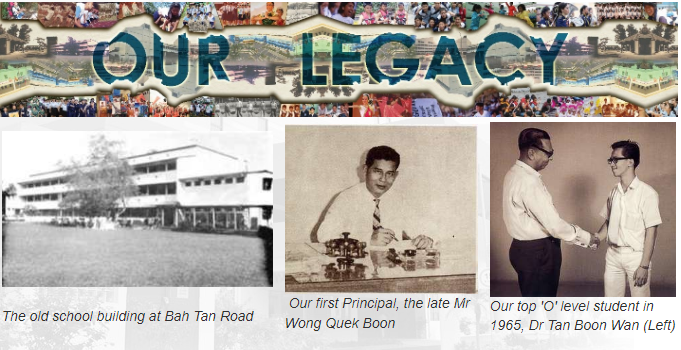 OUR LEGACY
The old school building at Bah Tan Road
Our first Principal, the late Mr
Wong Quek Boon
Our top 'O' level student in
1965, Dr Tan Boon Wan (Left)